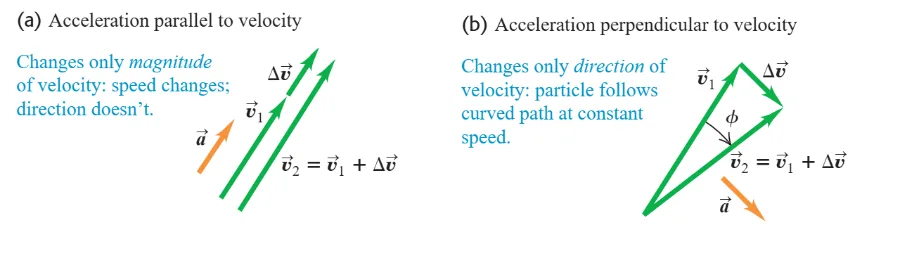 (a) Acceleration parallel to velocity
Changes only magnitude
of velocity: speed changes;
direction doesn’t.
Δv⃗
v⃗₁
a⃗
v⃗₂ = v⃗₁ + Δv⃗
(b) Acceleration perpendicular to velocity
Changes only direction of
velocity: particle follows
curved path at constant
speed.
v⃗₁
Δv⃗
ϕ
v⃗₂ = v⃗₁ + Δv⃗
a⃗